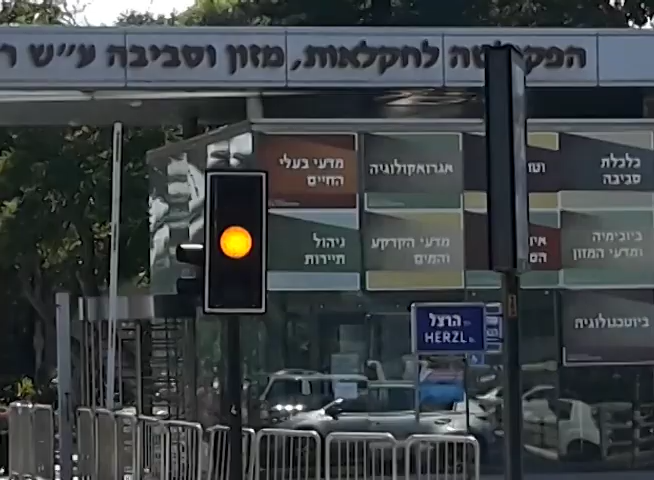 לחקלאות, מזון וסביבה ע״ש
מדעי בעלי
החיים
אגרואקולוגיה
כלכלת
סביבה
ניהול
תיירות
מדעי הקרקע
והמים
ביוכימיה
ומדעי המזון
ביוטכנולוגיה
הרצל
HERZL